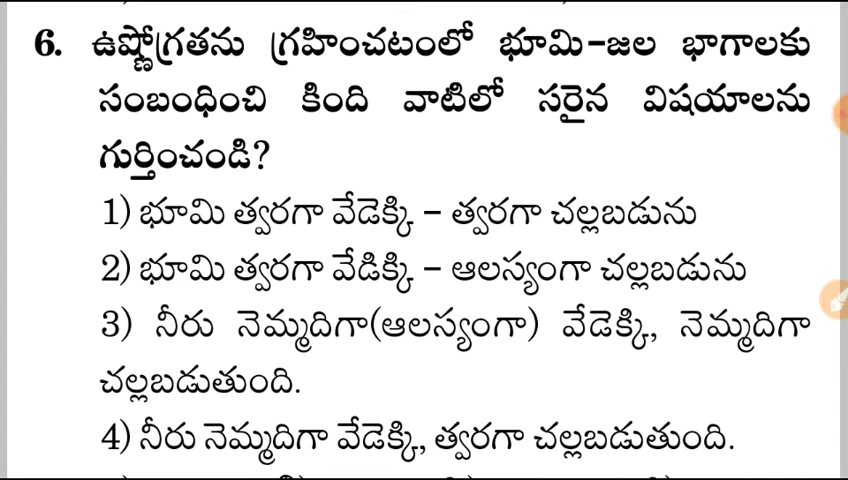 6. ఉష్ణోగ్రతను గ్రహించటంలో భూమి-జల భాగాలకు
సంబంధించి కింది వాటిలో సరైన విషయాలను
గుర్తించండి?
1) భూమి త్వరగా వేడెక్కి – త్వరగా చల్లబడును
2) భూమి త్వరగా వేడిక్కి – ఆలస్యంగా చల్లబడును
3) నీరు నెమ్మదిగా(ఆలస్యంగా) వేడెక్కి, నెమ్మదిగా
చల్లబడుతుంది.
4) నీరు నెమ్మదిగా వేడెక్కి, త్వరగా చల్లబడుతుంది.